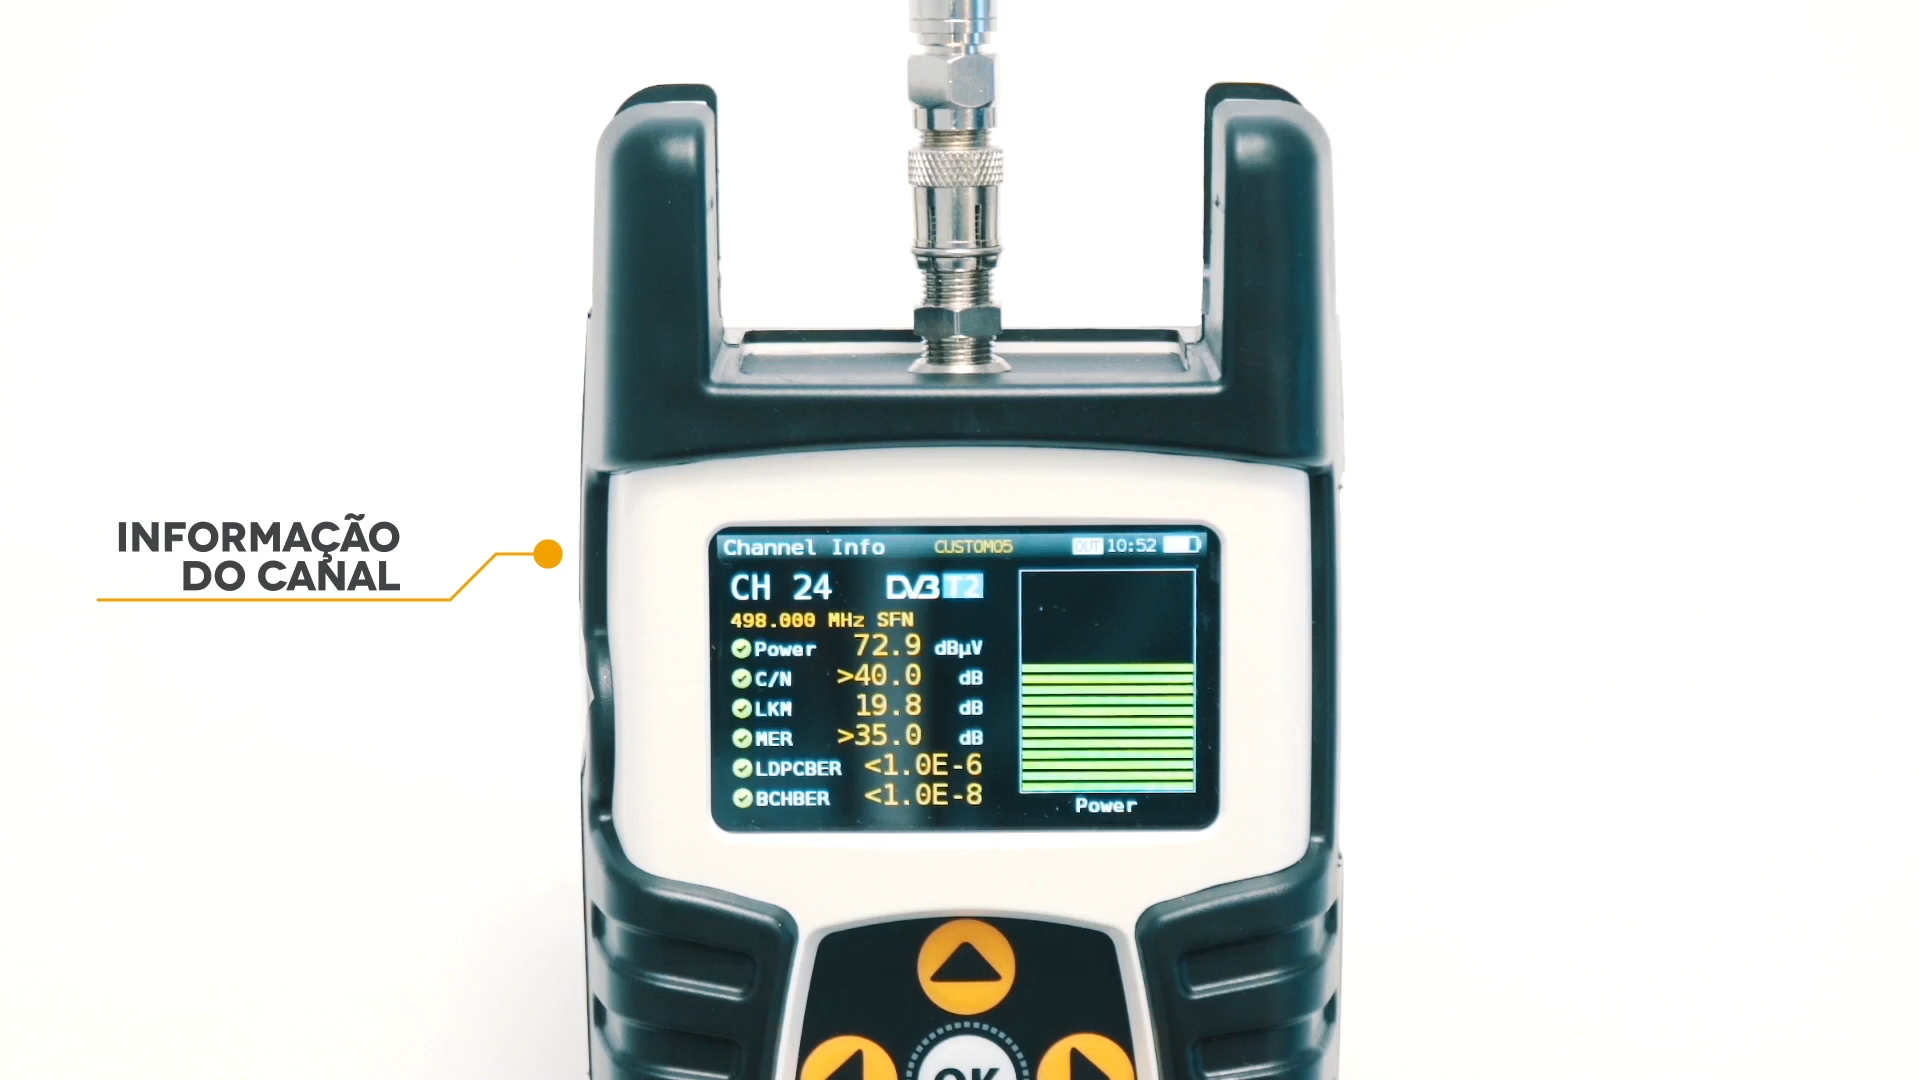 INFORMAÇÃO
DO CANAL
Channel Info CUSTOM05 OUT 10:52
CH 24 DVB T2
498.000 MHz SFN
Power 72.9 dBµV
C/N >40.0 dB
LKM 19.8 dB
MER >35.0 dB
LDPCBER <1.0E-6
BCHBER <1.0E-8
Power
OK